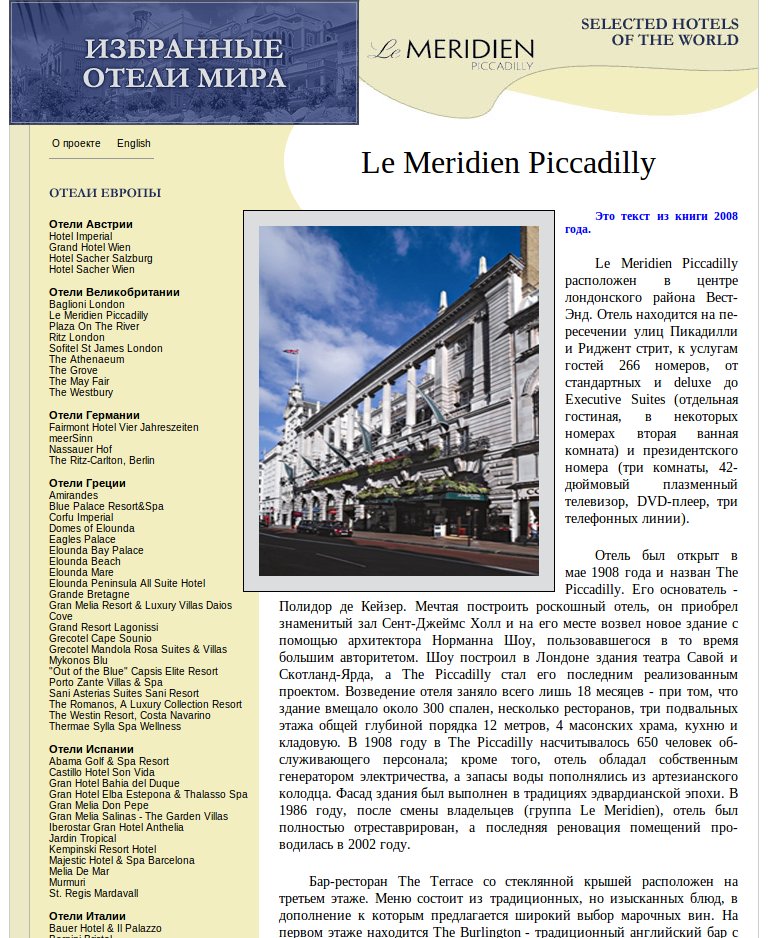 ИЗБРАННЫЕ
ОТЕЛИ МИРА
Le MERIDIEN
PICCADILLY
SELECTED HOTELS
OF THE WORLD
О проекте English
ОТЕЛИ ЕВРОПЫ
Отели Австрии
Hotel Imperial
Grand Hotel Wien
Hotel Sacher Salzburg
Hotel Sacher Wien
Отели Великобритании
Baglioni London
Le Meridien Piccadilly
Plaza On The River
Ritz London
Sofitel St James London
The Athenaeum
The Grove
The May Fair
The Westbury
Отели Германии
Fairmont Hotel Vier Jahreszeiten
meerSinn
Nassauer Hof
The Ritz-Carlton, Berlin
Отели Греции
Amirandes
Blue Palace Resort&Spa
Corfu Imperial
Domes of Elounda
Eagles Palace
Elounda Bay Palace
Elounda Beach
Elounda Mare
Elounda Peninsula All Suite Hotel
Grande Bretagne
Gran Melia Resort & Luxury Villas Daios
Cove
Grand Resort Lagonissi
Grecotel Cape Sounio
Grecotel Mandola Rosa Suites & Villas
Mykonos Blu
"Out of the Blue" Capsis Elite Resort
Porto Zante Villas & Spa
Sani Asterias Suites Sani Resort
The Romanos, A Luxury Collection Resort
The Westin Resort, Costa Navarino
Thermae Sylla Spa Wellness
Отели Испании
Abama Golf & Spa Resort
Castillo Hotel Son Vida
Gran Hotel Bahia del Duque
Gran Hotel Elba Estepona & Thalasso Spa
Gran Melia Don Pepe
Gran Melia Salinas - The Garden Villas
Iberostar Gran Hotel Anthelia
Jardin Tropical
Kempinski Resort Hotel
Majestic Hotel & Spa Barcelona
Melia De Mar
Murmuri
St. Regis Mardavall
Отели Италии
Bauer Hotel & Il Palazzo
Bernini Bristol
Le Meridien Piccadilly
Это текст из книги 2008
года.
Le Meridien Piccadilly
расположен в центре
лондонского района Вест-
Энд. Отель находится на пе-
ресечении улиц Пикадилли
и Риджент стрит, к услугам
гостей 266 номеров, от
стандартных и deluxe до
Executive Suites (отдельная
гостиная, в некоторых
номерах вторая ванная
комната) и президентского
номера (три комнаты, 42-
дюймовый плазменный
телевизор, DVD-плеер, три
телефонных линии).
Отель был открыт в
мае 1908 года и назван The
Piccadilly. Его основатель -
Полидор де Кейзер. Мечтая построить роскошный отель, он приобрел
знаменитый зал Сент-Джеймс Холл и на его месте возвел новое здание с
помощью архитектора Норманна Шоу, пользовавшегося в то время
большим авторитетом. Шоу построил в Лондоне здания театра Савой и
Скотланд-Ярда, а The Piccadilly стал его последним реализованным
проектом. Возведение отеля заняло всего лишь 18 месяцев - при том, что
здание вмещало около 300 спален, несколько ресторанов, три подвальных
этажа общей глубиной порядка 12 метров, 4 масонских храма, кухню и
кладовую. В 1908 году в The Piccadilly насчитывалось 650 человек об-
служивающего персонала; кроме того, отель обладал собственным
генератором электричества, а запасы воды пополнялись из артезианского
колодца. Фасад здания был выполнен в традициях эдвардианской эпохи. В
1986 году, после смены владельцев (группа Le Meridien), отель был
полностью отреставрирован, а последняя реновация помещений про-
водилась в 2002 году.
Бар-ресторан The Terrace со стеклянной крышей расположен на
третьем этаже. Меню состоит из традиционных, но изысканных блюд, в
дополнение к которым предлагается широкий выбор марочных вин. На
первом этаже находится The Burlington - традиционный английский бар с